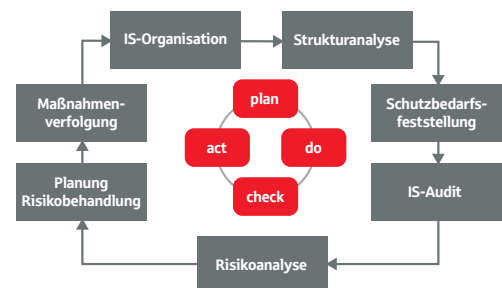 IS-Organisation
Strukturanalyse
Maßnahmen-
verfolgung
plan
Schutzbedarfs-
feststellung
act
do
Planung
Risikobehandlung
check
IS-Audit
Risikoanalyse